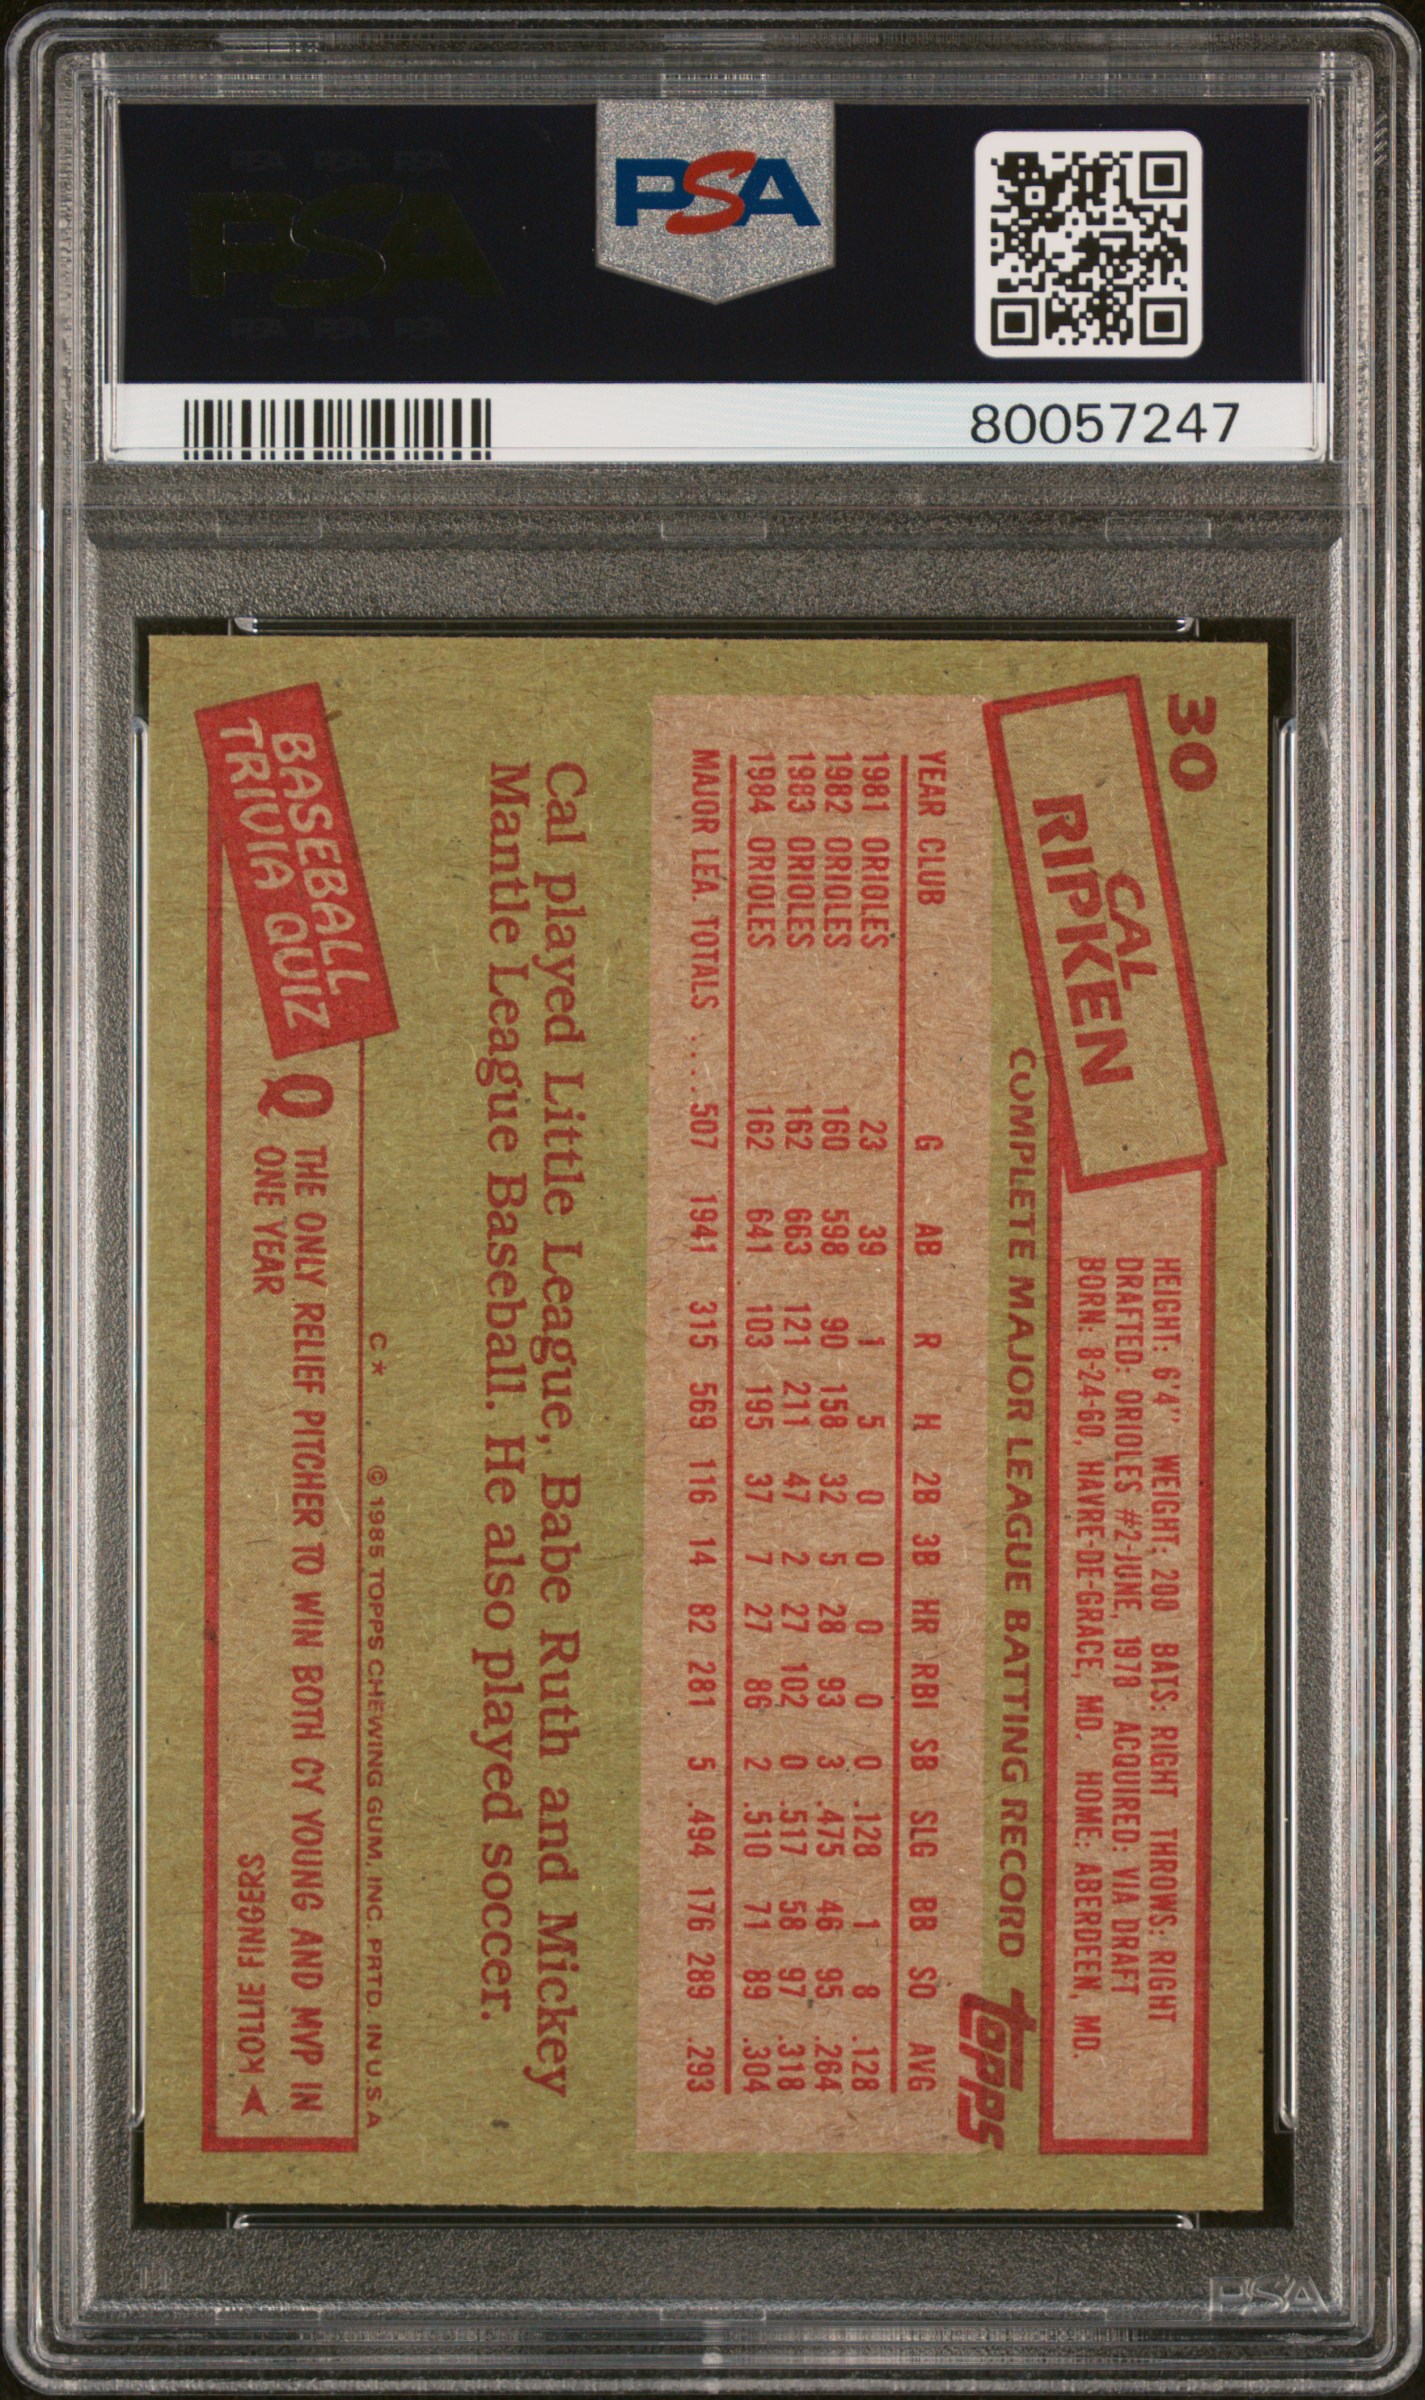 PSA PSA PSA
PSA
PSA PSA PSA
PSA
80057247
30
CAL
RIPKEN
HEIGHT: 6'4" WEIGHT: 200 BATS: RIGHT THROWS: RIGHT
DRAFTED: ORIOLES #2-JUNE, 1978 ACQUIRED: VIA DRAFT
BORN: 8-24-60, HAVRE-DE-GRACE, MD. HOME: ABERDEEN, MD.
COMPLETE MAJOR LEAGUE BATTING RECORD
topps
YEAR CLUB G AB R H 2B 3B HR RBI SB SLG BB SO AVG
1981 ORIOLES 23 39 1 5 0 0 0 0 0 .128 1 8 .128
1982 ORIOLES 160 598 90 158 32 5 28 93 3 .475 46 95 .264
1983 ORIOLES 162 663 121 211 47 2 27 102 0 .517 58 97 .318
1984 ORIOLES 162 641 103 195 37 7 27 86 2 .510 71 89 .304
MAJOR LEA. TOTALS .... 507 1941 315 569 116 14 82 281 5 .494 176 289 .293
Cal played Little League, Babe Ruth and Mickey
Mantle League Baseball. He also played soccer.
C* © 1985 TOPPS CHEWING GUM, INC. PRTD. IN U.S.A
BASEBALL
TRIVIA QUIZ
Q THE ONLY RELIEF PITCHER TO WIN BOTH CY YOUNG AND MVP IN
ONE YEAR
ROLLIE FINGERS
PSA